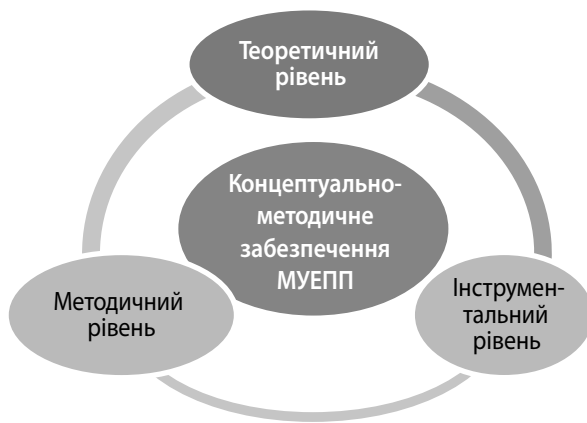 Теоретичний
рівень
Концептуально-
методичне
забезпечення
МУЕПП
Методичний
рівень
Інструмен-
тальний
рівень